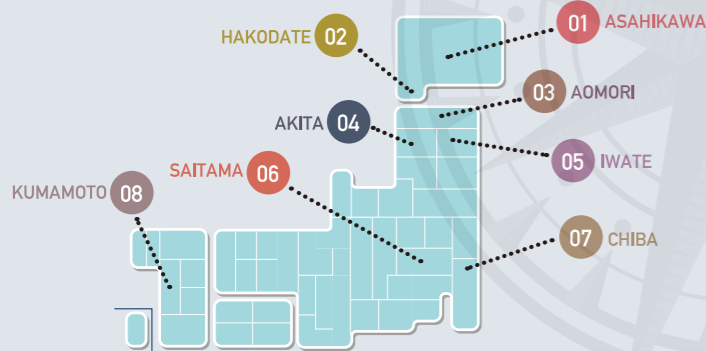 01 ASAHIKAWA
HAKODATE 02
03 AOMORI
AKITA 04
05 IWATE
SAITAMA 06
KUMAMOTO 08
07 CHIBA